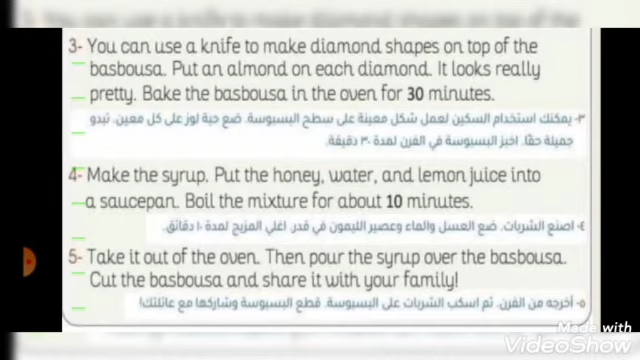 3- You can use a knife to make diamond shapes on top of the
basbousa. Put an almond on each diamond. It looks really
pretty. Bake the basbousa in the oven for 30 minutes.
٣- يمكنك استخدام السكين لعمل شكل معينة على سطح البسبوسة. ضع حبة لوز على كل معين. تبدو
جميلة حقًا. اخبز البسبوسة في الفرن لمدة ٣٠ دقيقة.
4- Make the syrup. Put the honey, water, and lemon juice into
a saucepan. Boil the mixture for about 10 minutes.
٤- اصنع الشربات. ضع العسل والماء وعصير الليمون في قدر. اغلي المزيج لمدة ١٠ دقائق.
5- Take it out of the oven. Then pour the syrup over the basbousa.
Cut the basbousa and share it with your family!
٥- أخرجه من الفرن. ثم اسكب الشربات على البسبوسة. قطع البسبوسة وشاركها مع عائلتك!
Made with
VideoShow